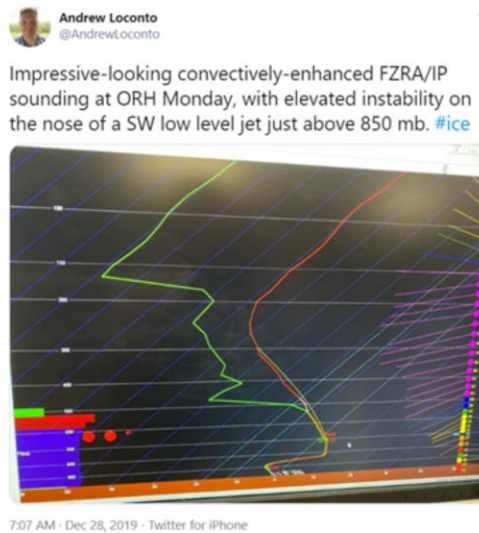 Andrew Loconto
@AndrewLoconto
Impressive-looking convectively-enhanced FZRA/IP
sounding at ORH Monday, with elevated instability on
the nose of a SW low level jet just above 850 mb. #ice
7:07 AM · Dec 28, 2019 · Twitter for iPhone